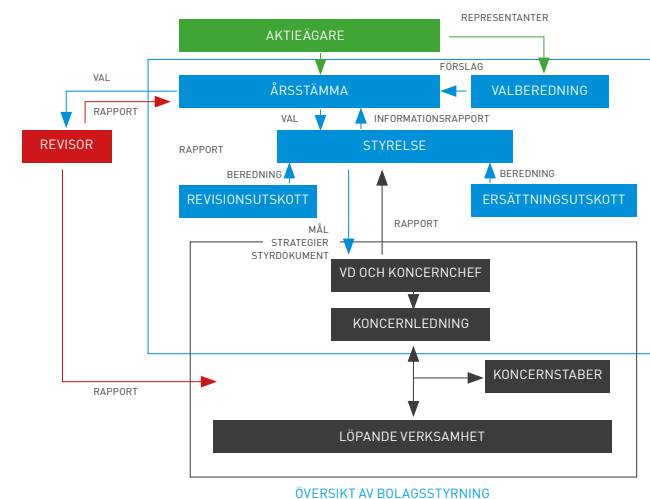 REPRESENTANTER
AKTIEÄGARE
FÖRSLAG
VAL
ÅRSSTÄMMA
VALBEREDNING
RAPPORT
VAL
INFORMATIONSRAPPORT
REVISOR
RAPPORT
STYRELSE
BEREDNING
BEREDNING
REVISIONSUTSKOTT
ERSÄTTNINGSUTSKOTT
RAPPORT
MÅL
STRATEGIER
STYRDOKUMENT
VD OCH KONCERNCHEF
KONCERNLEDNING
KONCERNSTABER
RAPPORT
LÖPANDE VERKSAMHET
ÖVERSIKT AV BOLAGSSTYRNING